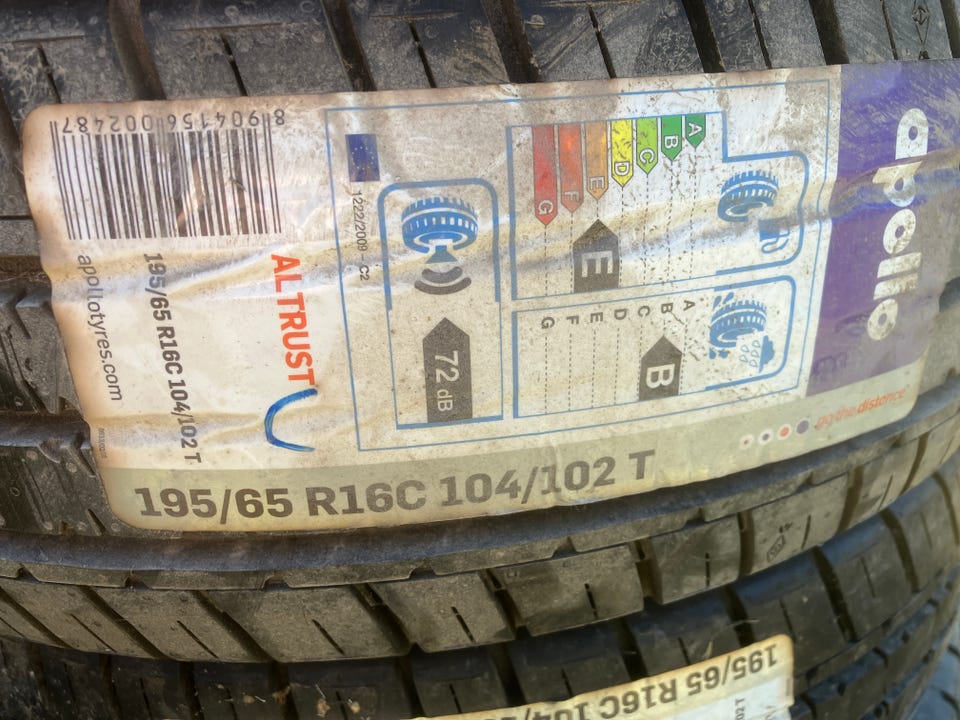 apollo
go the distance
A
B
C
D
E
F
G
E
A
B
C
D
E
F
G
B
72 dB
1222/2009 - C2
8 904156 002487
ALTRUST
195/65 R16C 104/102 T
apollotyres.com
195/65 R16C 104/102 T
195/65 R16C